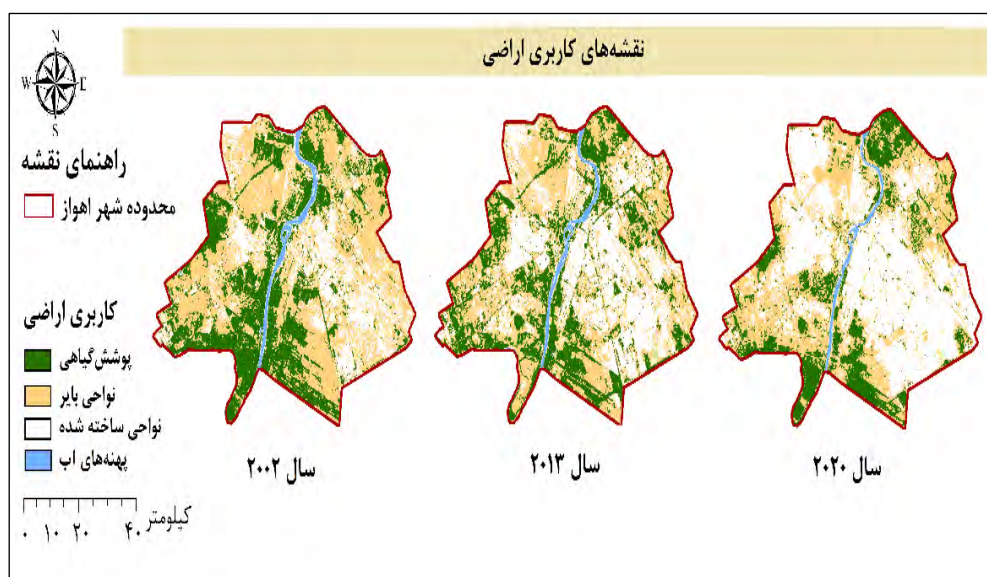 نقشه‌های کاربری اراضی
N
W E
S
راهنمای نقشه
محدوده شهر اهواز
کاربری اراضی
پوشش‌گیاهی
نواحی بایر
نواحی ساخته شده
پهنه‌های اب
سال ۲۰۰۲
سال ۲۰۱۳
سال ۲۰۲۰
کیلومتر
۰ ۱۰ ۲۰ ۴۰